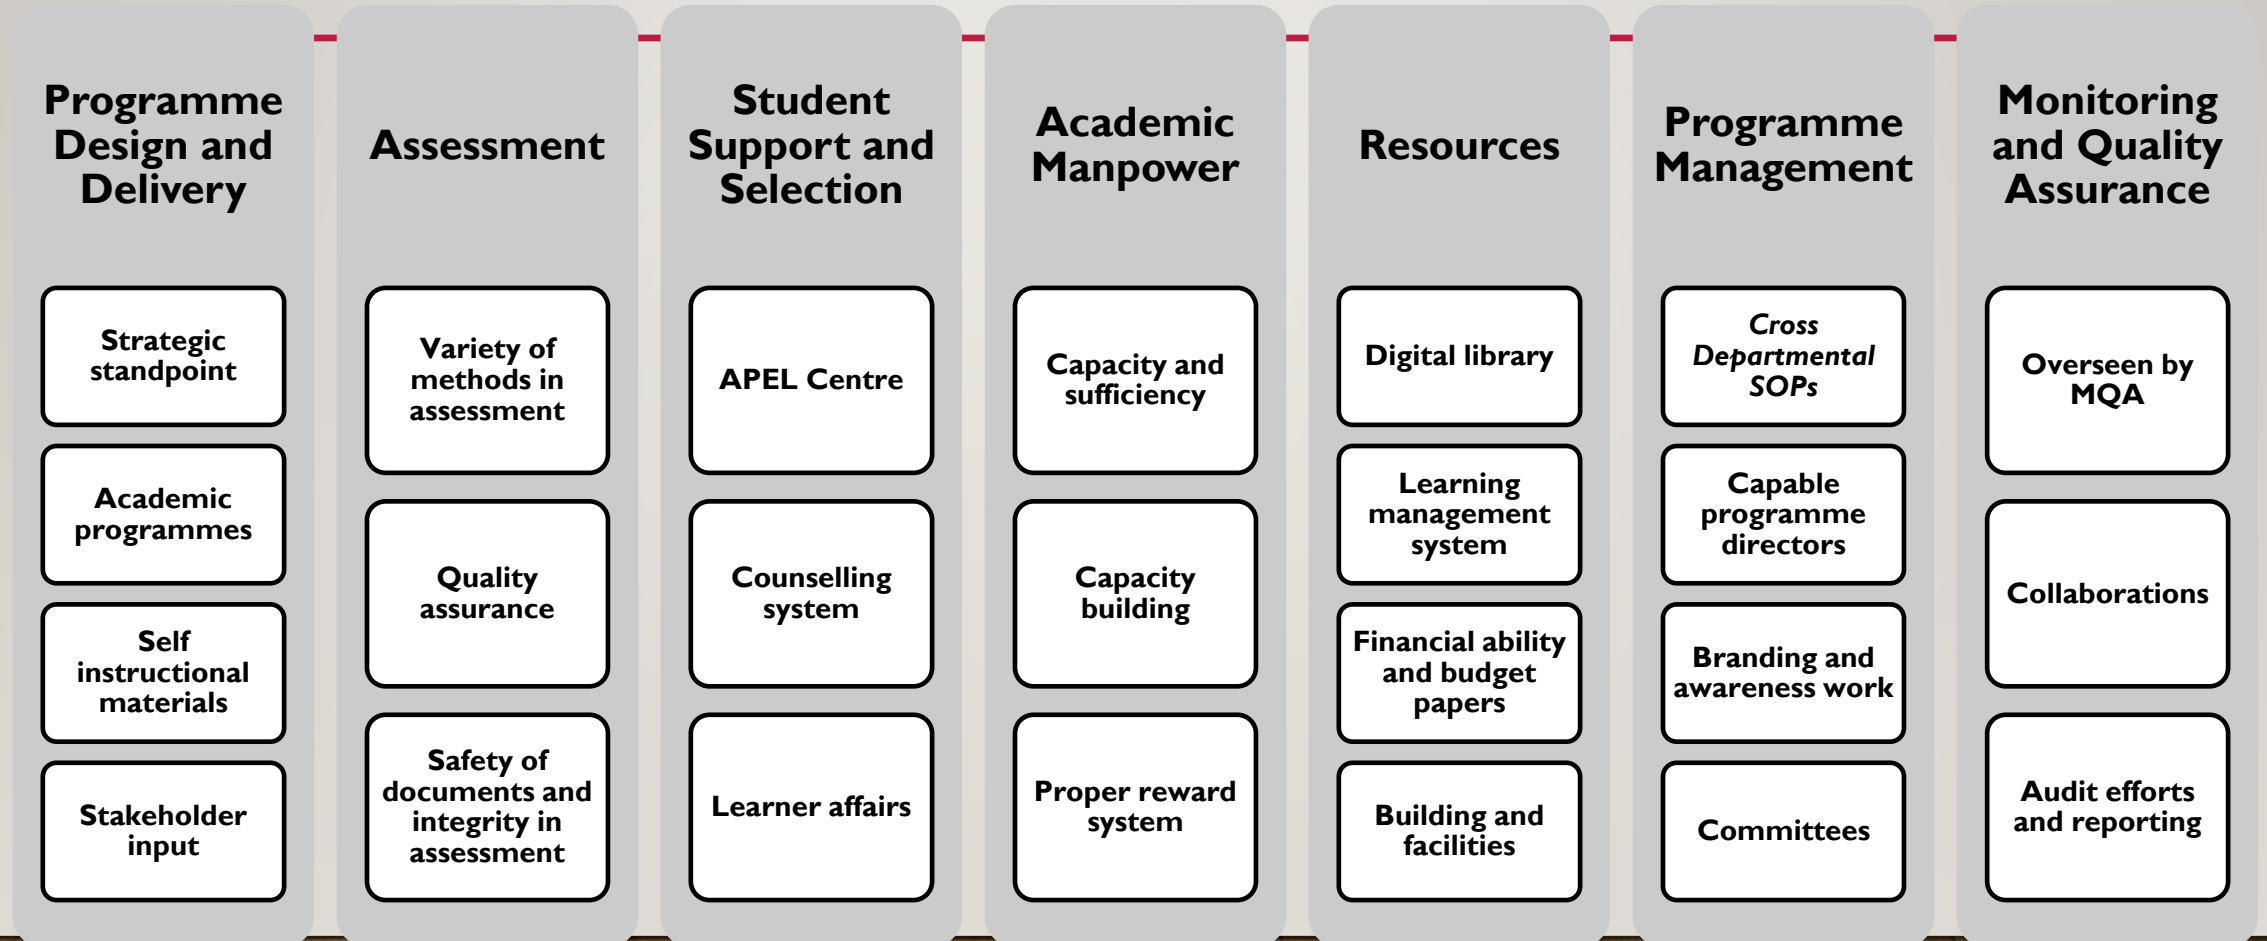 Programme
Design and
Delivery
Strategic
standpoint
Academic
programmes
Self
instructional
materials
Stakeholder
input
Assessment
Variety of
methods in
assessment
Quality
assurance
Safety of
documents and
integrity in
assessment
Student
Support and
Selection
APEL Centre
Counselling
system
Learner affairs
Academic
Manpower
Capacity and
sufficiency
Capacity
building
Proper reward
system
Resources
Digital library
Learning
management
system
Financial ability
and budget
papers
Building and
facilities
Programme
Management
Cross
Departmental
SOPs
Capable
programme
directors
Branding and
awareness work
Committees
Monitoring
and Quality
Assurance
Overseen by
MQA
Collaborations
Audit efforts
and reporting